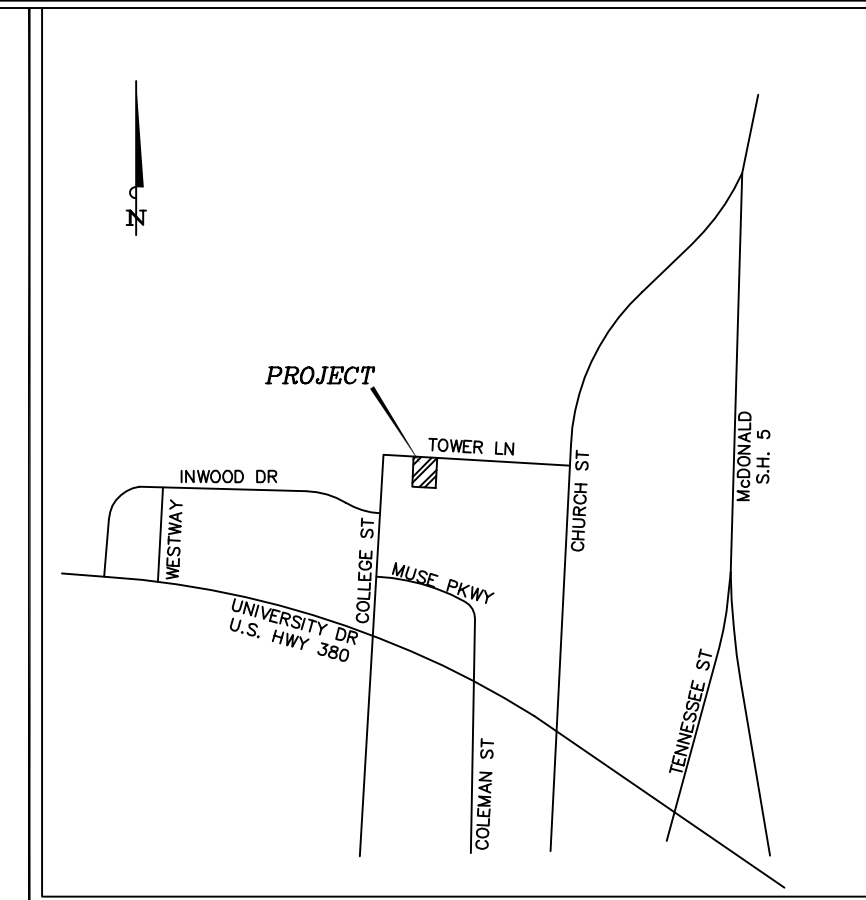 N
PROJECT
TOWER LN
INWOOD DR
WESTWAY
COLLEGE ST
MUSE PKWY
UNIVERSITY DR
U.S. HWY 380
CHURCH ST
McDONALD
S.H. 5
TENNESSEE ST
COLEMAN ST